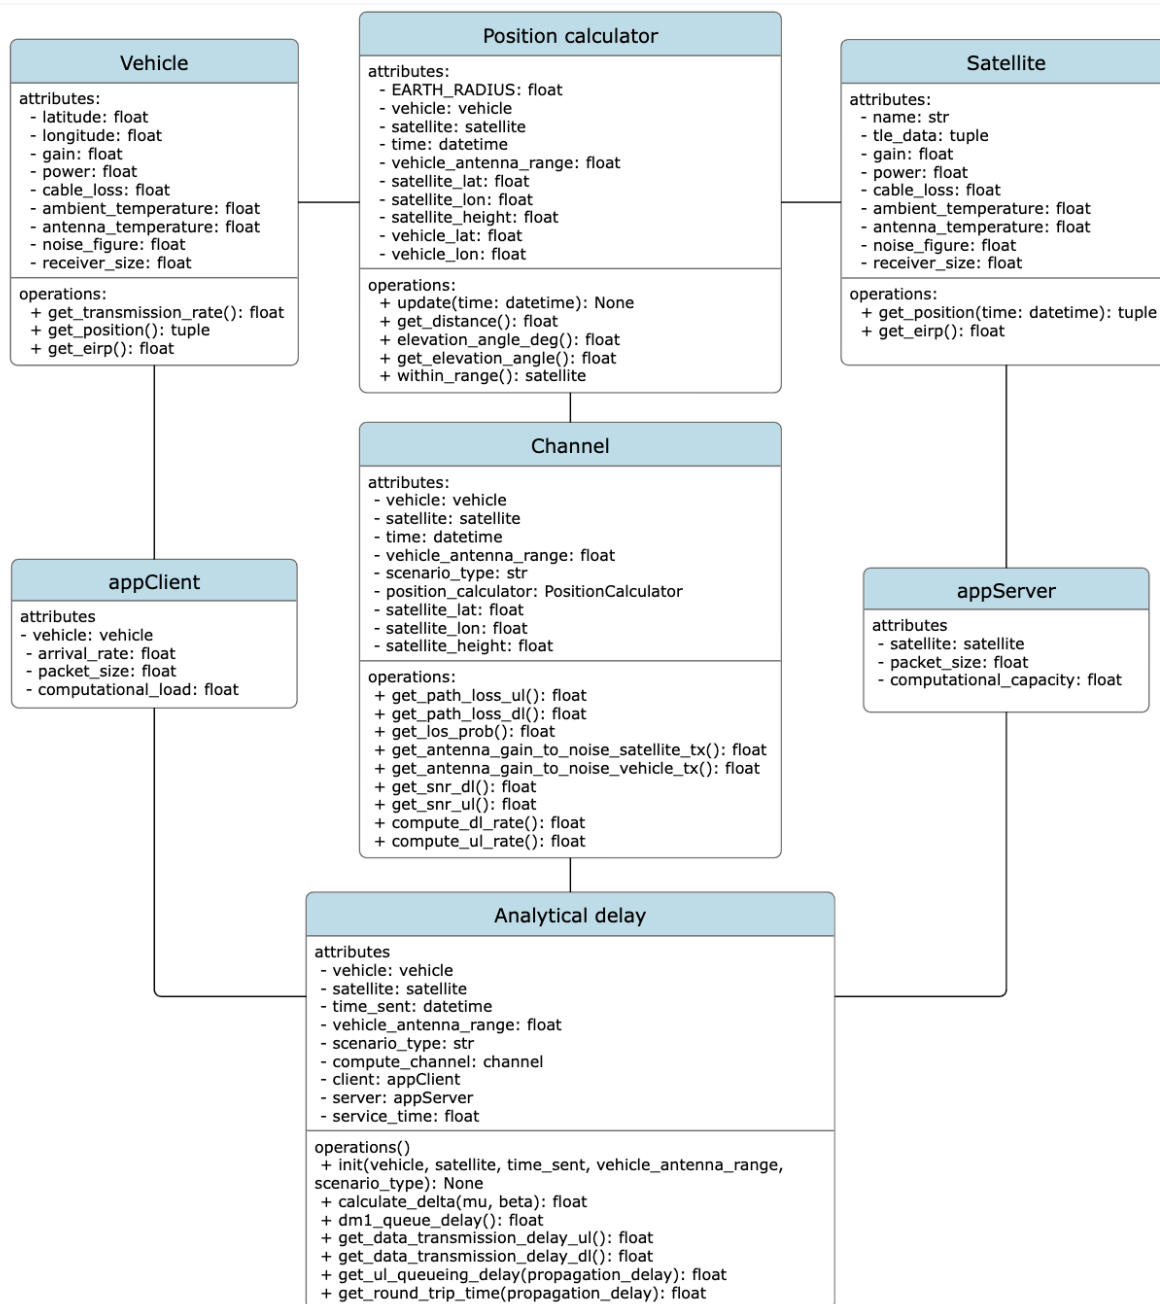 Vehicle
attributes:
- latitude: float
- longitude: float
- gain: float
- power: float
- cable_loss: float
- ambient_temperature: float
- antenna_temperature: float
- noise_figure: float
- receiver_size: float
operations:
+ get_transmission_rate(): float
+ get_position(): tuple
+ get_eirp(): float
Position calculator
attributes:
- EARTH_RADIUS: float
- vehicle: vehicle
- satellite: satellite
- time: datetime
- vehicle_antenna_range: float
- satellite_lat: float
- satellite_lon: float
- satellite_height: float
- vehicle_lat: float
- vehicle_lon: float
operations:
+ update(time: datetime): None
+ get_distance(): float
+ elevation_angle_deg(): float
+ get_elevation_angle(): float
+ within_range(): satellite
Satellite
attributes:
- name: str
- tle_data: tuple
- gain: float
- power: float
- cable_loss: float
- ambient_temperature: float
- antenna_temperature: float
- noise_figure: float
- receiver_size: float
operations:
+ get_position(time: datetime): tuple
+ get_eirp(): float
Channel
attributes:
- vehicle: vehicle
- satellite: satellite
- time: datetime
- vehicle_antenna_range: float
- scenario_type: str
- position_calculator: PositionCalculator
- satellite_lat: float
- satellite_lon: float
- satellite_height: float
operations:
+ get_path_loss_ul(): float
+ get_path_loss_dl(): float
+ get_los_prob(): float
+ get_antenna_gain_to_noise_satellite_tx(): float
+ get_antenna_gain_to_noise_vehicle_tx(): float
+ get_snr_dl(): float
+ get_snr_ul(): float
+ compute_dl_rate(): float
+ compute_ul_rate(): float
appClient
attributes
- vehicle: vehicle
- arrival_rate: float
- packet_size: float
- computational_load: float
appServer
attributes
- satellite: satellite
- packet_size: float
- computational_capacity: float
Analytical delay
attributes
- vehicle: vehicle
- satellite: satellite
- time_sent: datetime
- vehicle_antenna_range: float
- scenario_type: str
- compute_channel: channel
- client: appClient
- server: appServer
- service_time: float
operations()
+ init(vehicle, satellite, time_sent, vehicle_antenna_range,
scenario_type): None
+ calculate_delta(mu, beta): float
+ dm1_queue_delay(): float
+ get_data_transmission_delay_ul(): float
+ get_data_transmission_delay_dl(): float
+ get_ul_queueing_delay(propagation_delay): float
+ get_round_trip_time(propagation_delay): float